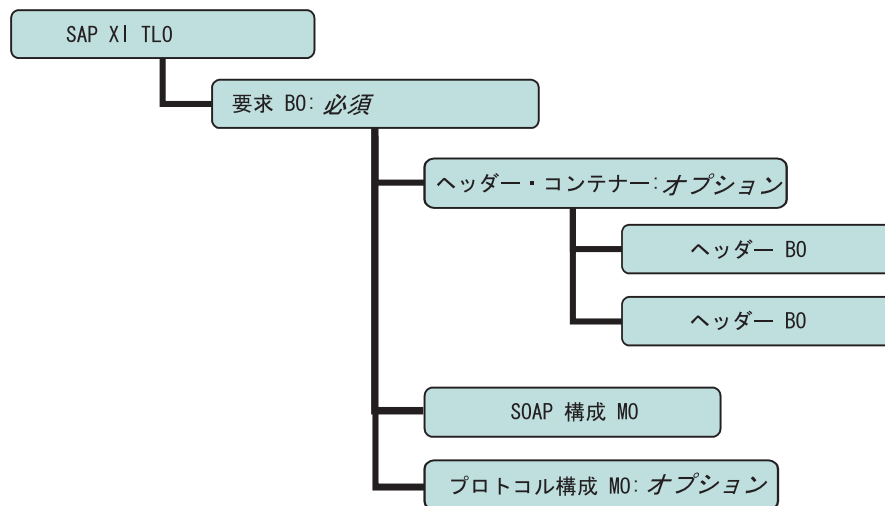 SAP XI TLO
要求 BO: 必須
ヘッダー・コンテナー: オプション
ヘッダー BO
ヘッダー BO
SOAP 構成 MO
プロトコル構成 MO: オプション